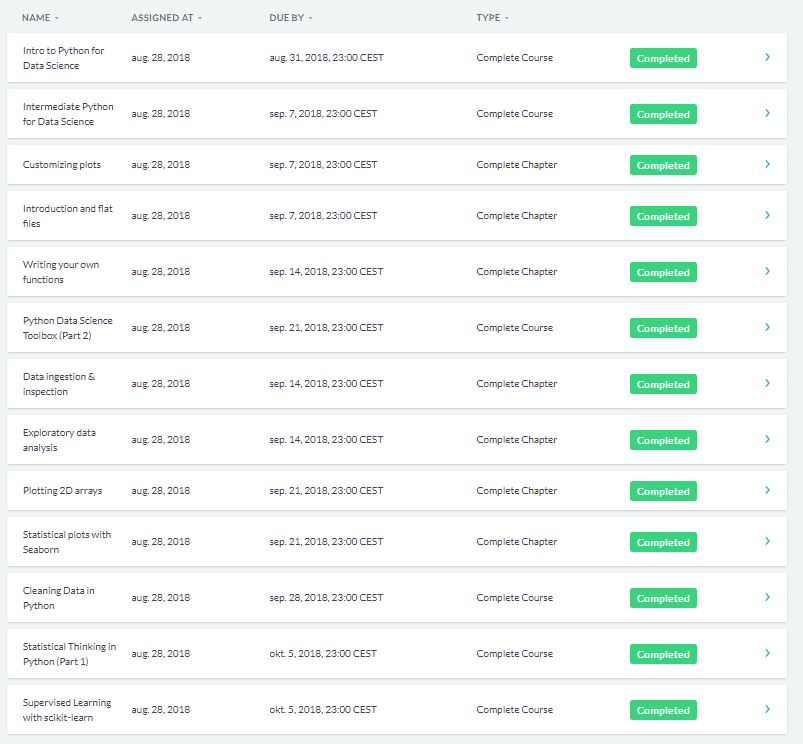 NAME ASSIGNED AT DUE BY TYPE
Intro to Python for
Data Science
aug. 28, 2018 aug. 31, 2018, 23:00 CEST Complete Course Completed
Intermediate Python
for Data Science
aug. 28, 2018 sep. 7, 2018, 23:00 CEST Complete Course Completed
Customizing plots aug. 28, 2018 sep. 7, 2018, 23:00 CEST Complete Chapter Completed
Introduction and flat
files
aug. 28, 2018 sep. 7, 2018, 23:00 CEST Complete Chapter Completed
Writing your own
functions
aug. 28, 2018 sep. 14, 2018, 23:00 CEST Complete Chapter Completed
Python Data Science
Toolbox (Part 2)
aug. 28, 2018 sep. 21, 2018, 23:00 CEST Complete Course Completed
Data ingestion &
inspection
aug. 28, 2018 sep. 14, 2018, 23:00 CEST Complete Chapter Completed
Exploratory data
analysis
aug. 28, 2018 sep. 14, 2018, 23:00 CEST Complete Chapter Completed
Plotting 2D arrays aug. 28, 2018 sep. 21, 2018, 23:00 CEST Complete Chapter Completed
Statistical plots with
Seaborn
aug. 28, 2018 sep. 21, 2018, 23:00 CEST Complete Chapter Completed
Cleaning Data in
Python
aug. 28, 2018 sep. 28, 2018, 23:00 CEST Complete Course Completed
Statistical Thinking in
Python (Part 1)
aug. 28, 2018 okt. 5, 2018, 23:00 CEST Complete Course Completed
Supervised Learning
with scikit-learn
aug. 28, 2018 okt. 5, 2018, 23:00 CEST Complete Course Completed